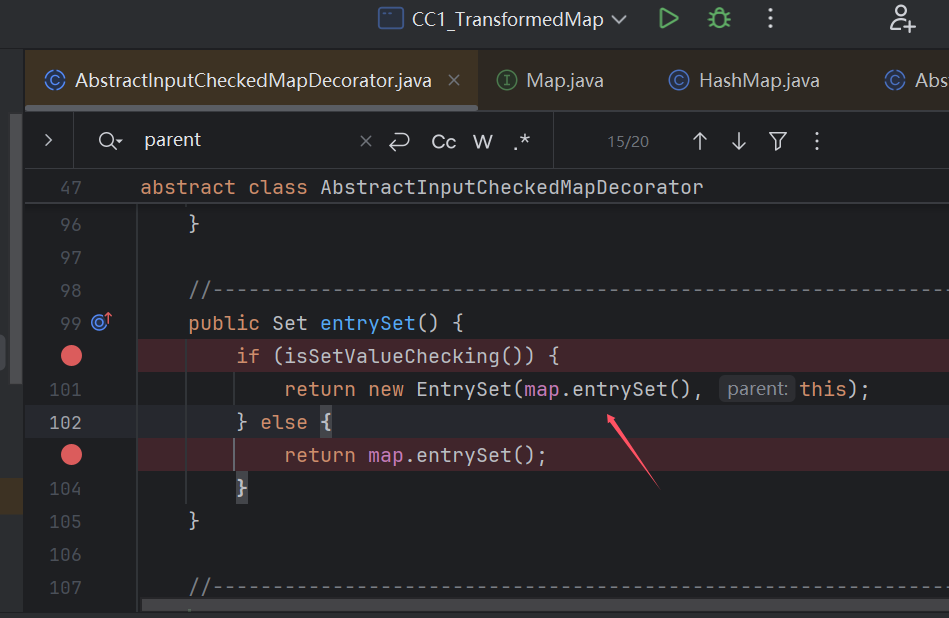 CC1_TransformedMap
AbstractInputCheckedMapDecorator.java Map.java HashMap.java Abs
parent Cc W .* 15/20
47 abstract class AbstractInputCheckedMapDecorator
96 }
97
98 //----------------------------------------------------------------
99 public Set entrySet() {
if (isSetValueChecking()) {
101 return new EntrySet(map.entrySet(), parent: this);
102 } else {
return map.entrySet();
104 }
105 }
106
107 //----------------------------------------------------------------